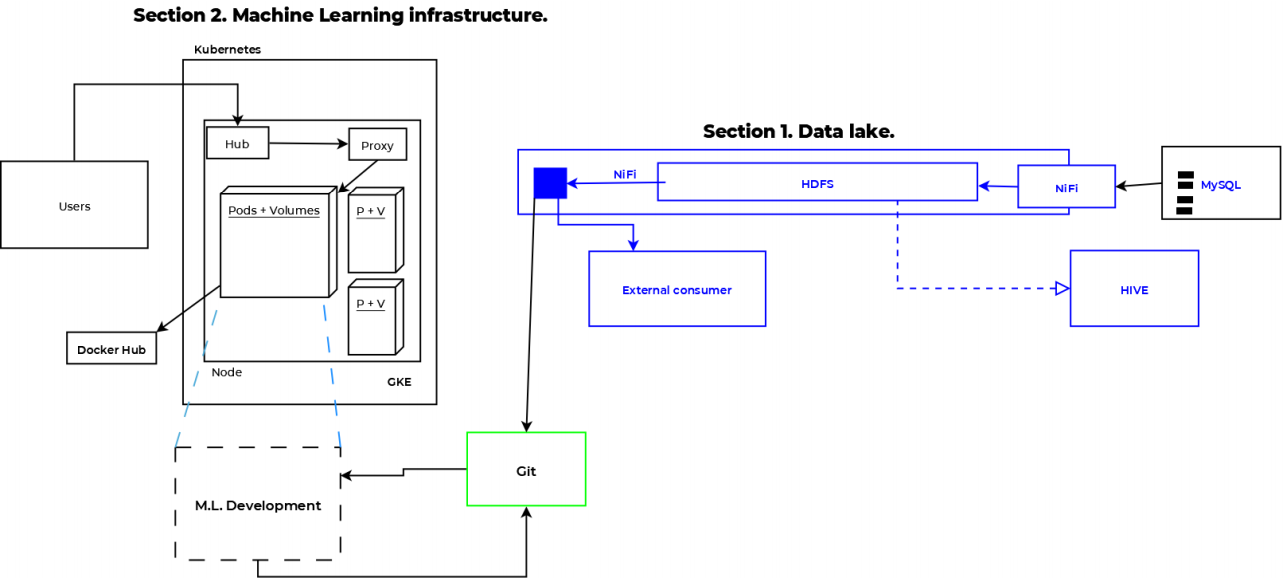 Section 2. Machine Learning infrastructure.
Kubernetes
Hub
Proxy
Users
Pods + Volumes
P + V
P + V
Docker Hub
Node
GKE
M.L. Development
Git
Section 1. Data lake.
NiFi
HDFS
NiFi
MySQL
External consumer
HIVE